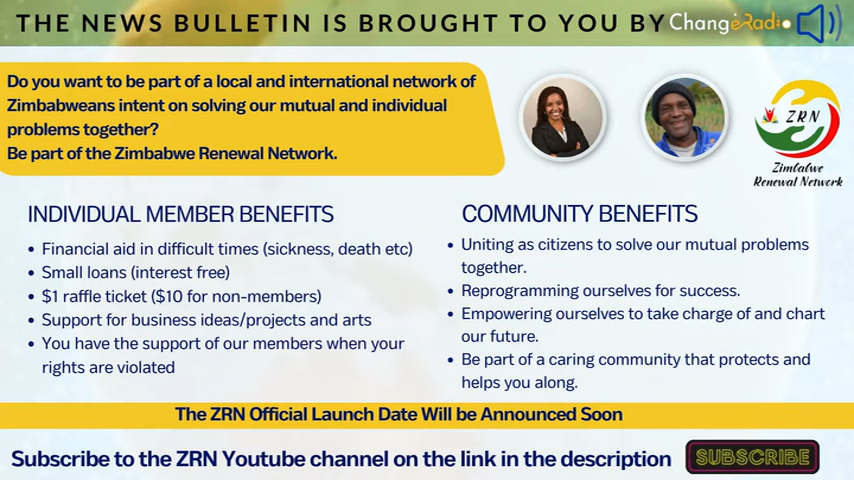 THE NEWS BULLETIN IS BROUGHT TO YOU BY ChangeRadio
Do you want to be part of a local and international network of
Zimbabweans intent on solving our mutual and individual
problems together?
Be part of the Zimbabwe Renewal Network.
ZRN
Zimbabwe
Renewal Network
INDIVIDUAL MEMBER BENEFITS
• Financial aid in difficult times (sickness, death etc)
• Small loans (interest free)
• $1 raffle ticket ($10 for non-members)
• Support for business ideas/projects and arts
• You have the support of our members when your
rights are violated
COMMUNITY BENEFITS
• Uniting as citizens to solve our mutual problems
together.
• Reprogramming ourselves for success.
• Empowering ourselves to take charge of and chart
our future.
• Be part of a caring community that protects and
helps you along.
The ZRN Official Launch Date Will be Announced Soon
Subscribe to the ZRN Youtube channel on the link in the description
SUBSCRIBE